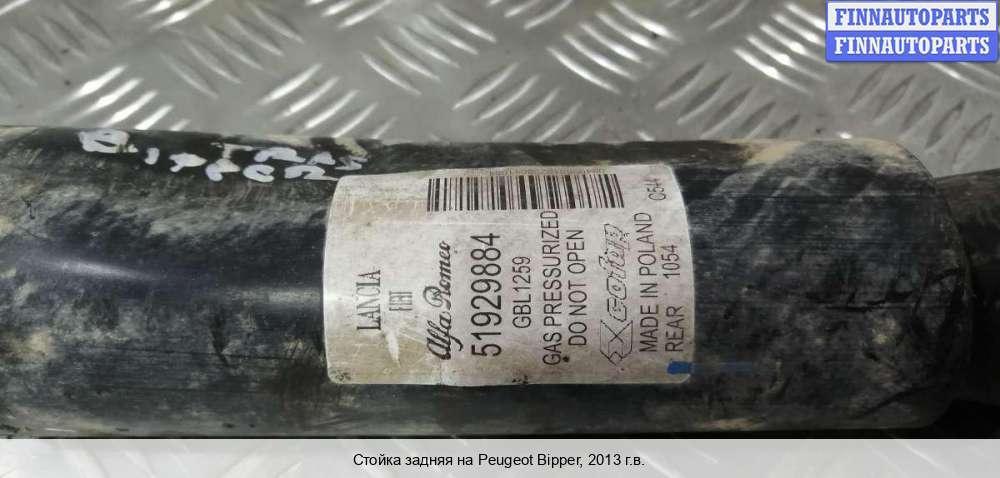 FINNAUTOPARTS
FINNAUTOPARTS
LANCIA
FIAT
Alfa Romeo
51929884
GBL1259
GAS PRESSURIZED
DO NOT OPEN
MADE IN POLAND
REAR 1054
C544
Стойка задняя на Peugeot Bipper, 2013 г.в.